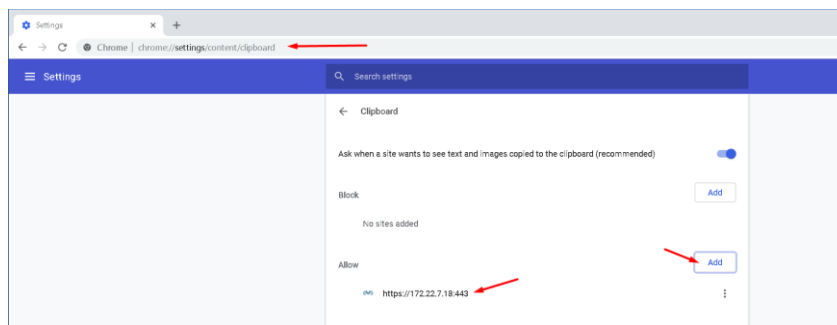 Settings
Chrome | chrome://settings/content/clipboard
Settings
Search settings
Clipboard
Ask when a site wants to see text and images copied to the clipboard (recommended)
Block
Add
No sites added
Allow
Add
https://172.22.7.18:443